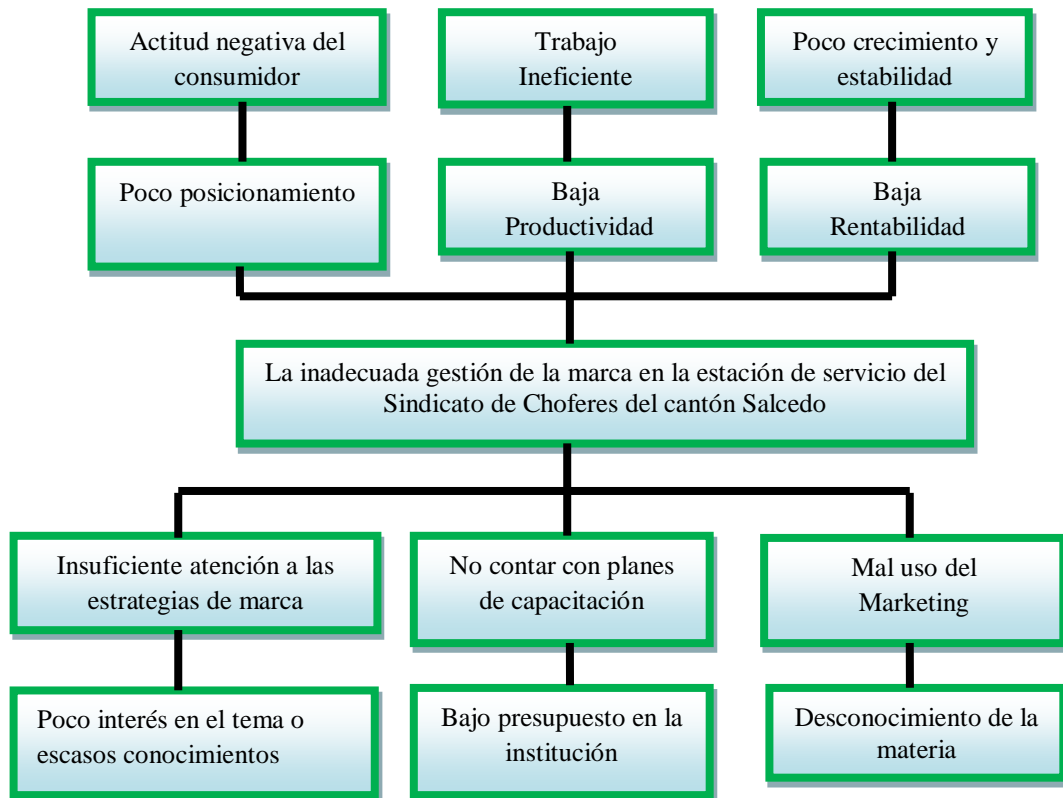 Actitud negativa del
consumidor
Trabajo
Ineficiente
Poco crecimiento y
estabilidad
Poco posicionamiento
Baja
Productividad
Baja
Rentabilidad
La inadecuada gestión de la marca en la estación de servicio del
Sindicato de Choferes del cantón Salcedo
Insuficiente atención a las
estrategias de marca
No contar con planes
de capacitación
Mal uso del
Marketing
Poco interés en el tema o
escasos conocimientos
Bajo presupuesto en la
institución
Desconocimiento de la
materia